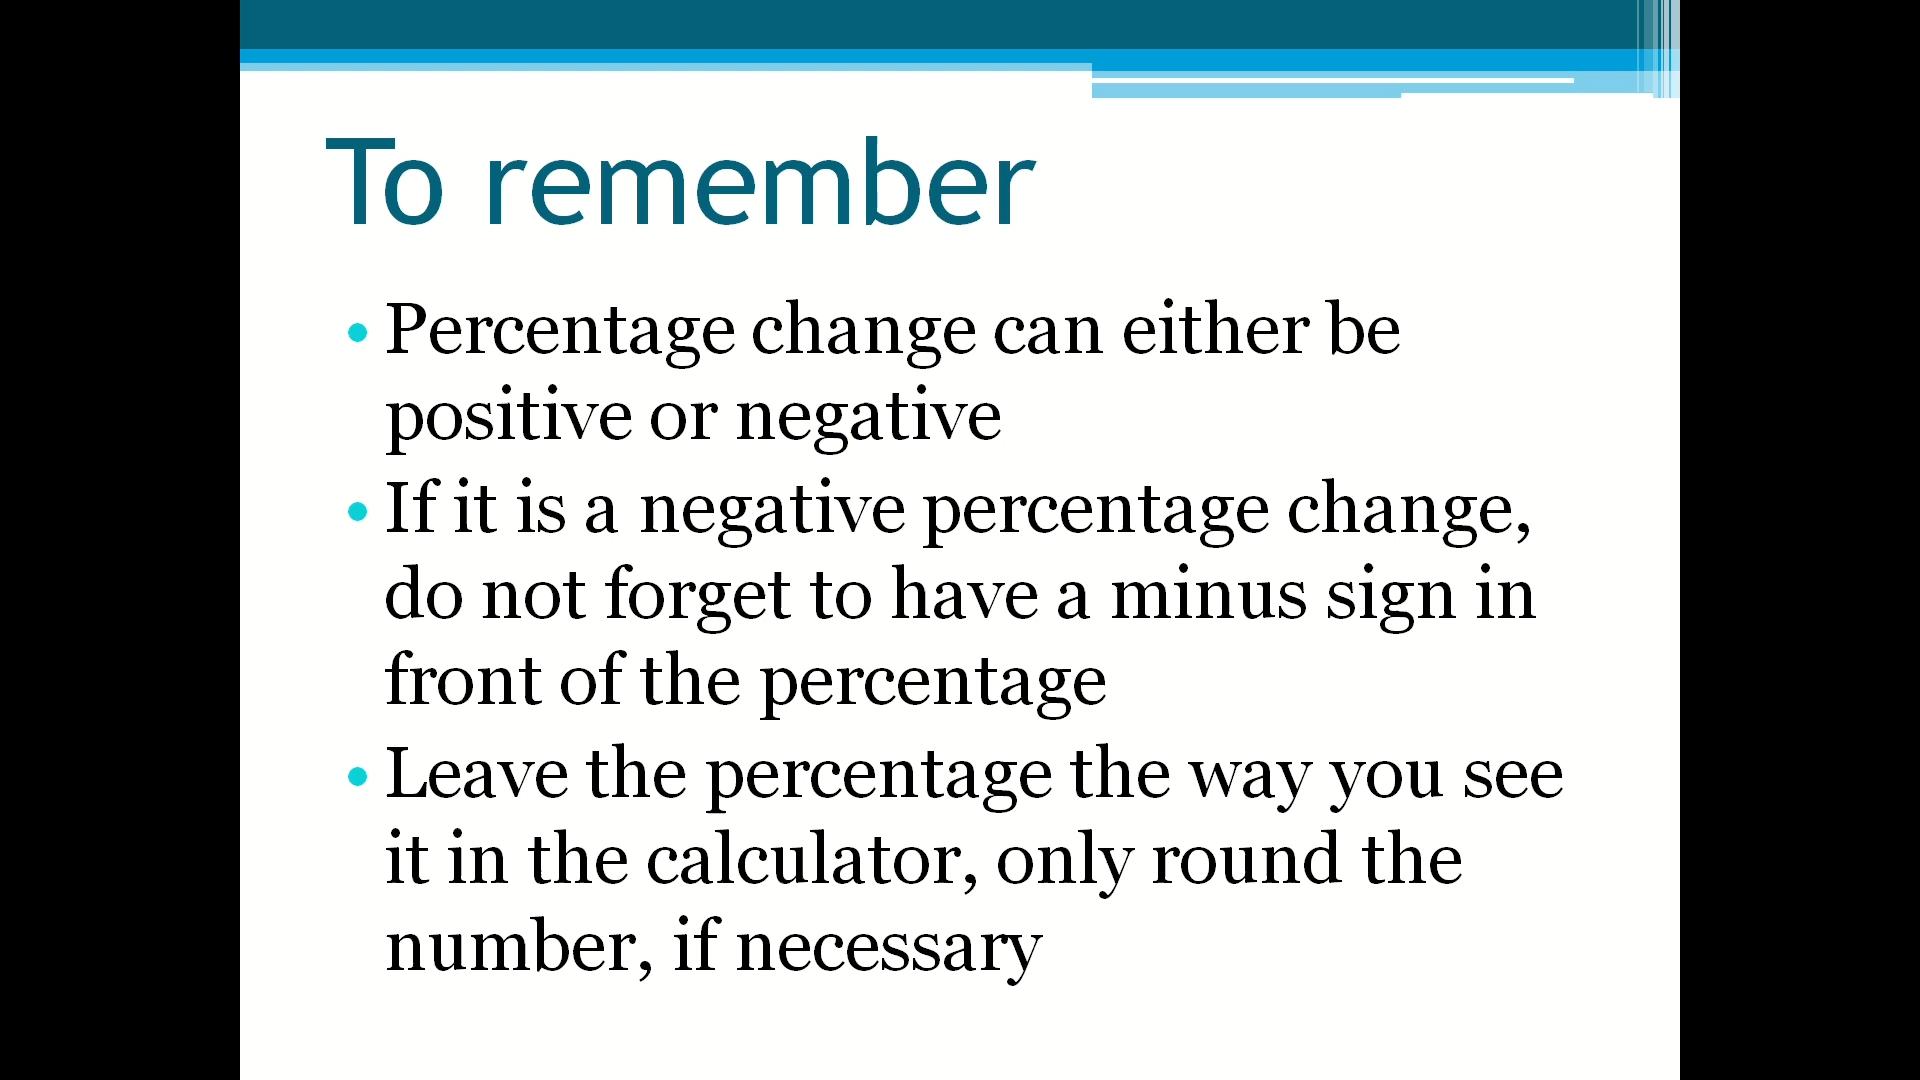 To remember
• Percentage change can either be
positive or negative
• If it is a negative percentage change,
do not forget to have a minus sign in
front of the percentage
• Leave the percentage the way you see
it in the calculator, only round the
number, if necessary